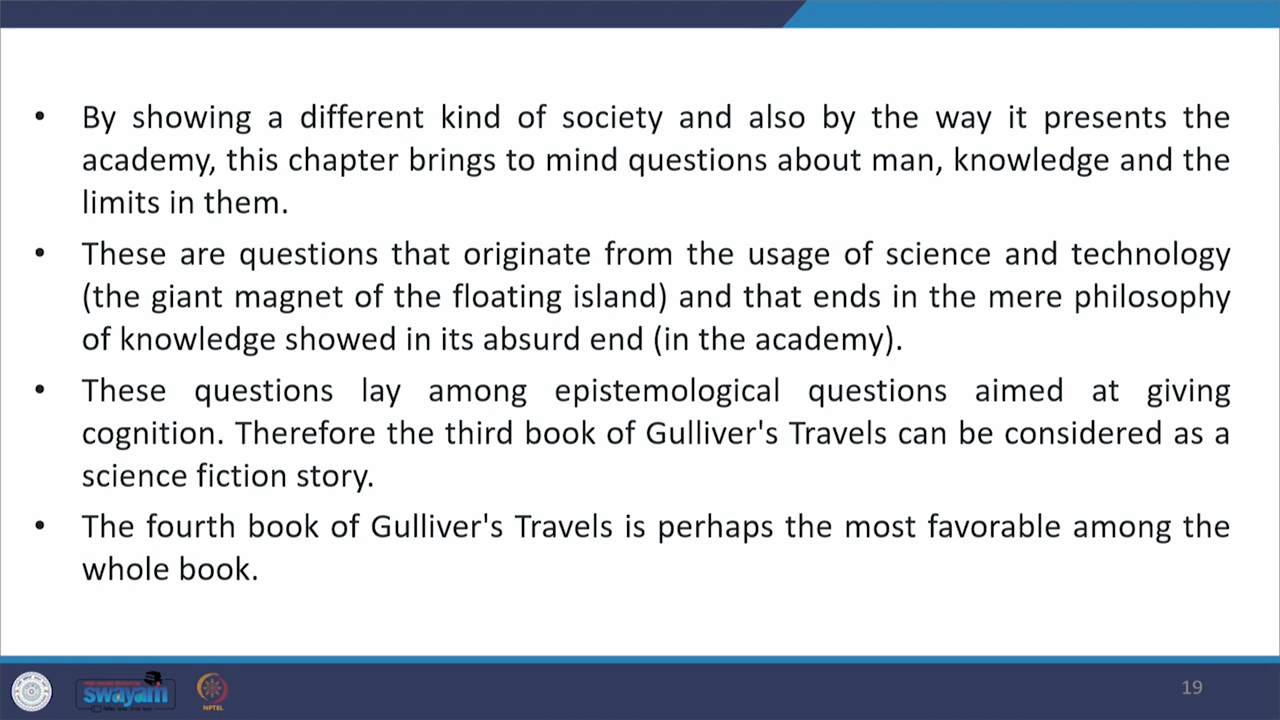 • By showing a different kind of society and also by the way it presents the
academy, this chapter brings to mind questions about man, knowledge and the
limits in them.
• These are questions that originate from the usage of science and technology
(the giant magnet of the floating island) and that ends in the mere philosophy
of knowledge showed in its absurd end (in the academy).
• These questions lay among epistemological questions aimed at giving
cognition. Therefore the third book of Gulliver's Travels can be considered as a
science fiction story.
• The fourth book of Gulliver's Travels is perhaps the most favorable among the
whole book.
swayam
NPTEL
19